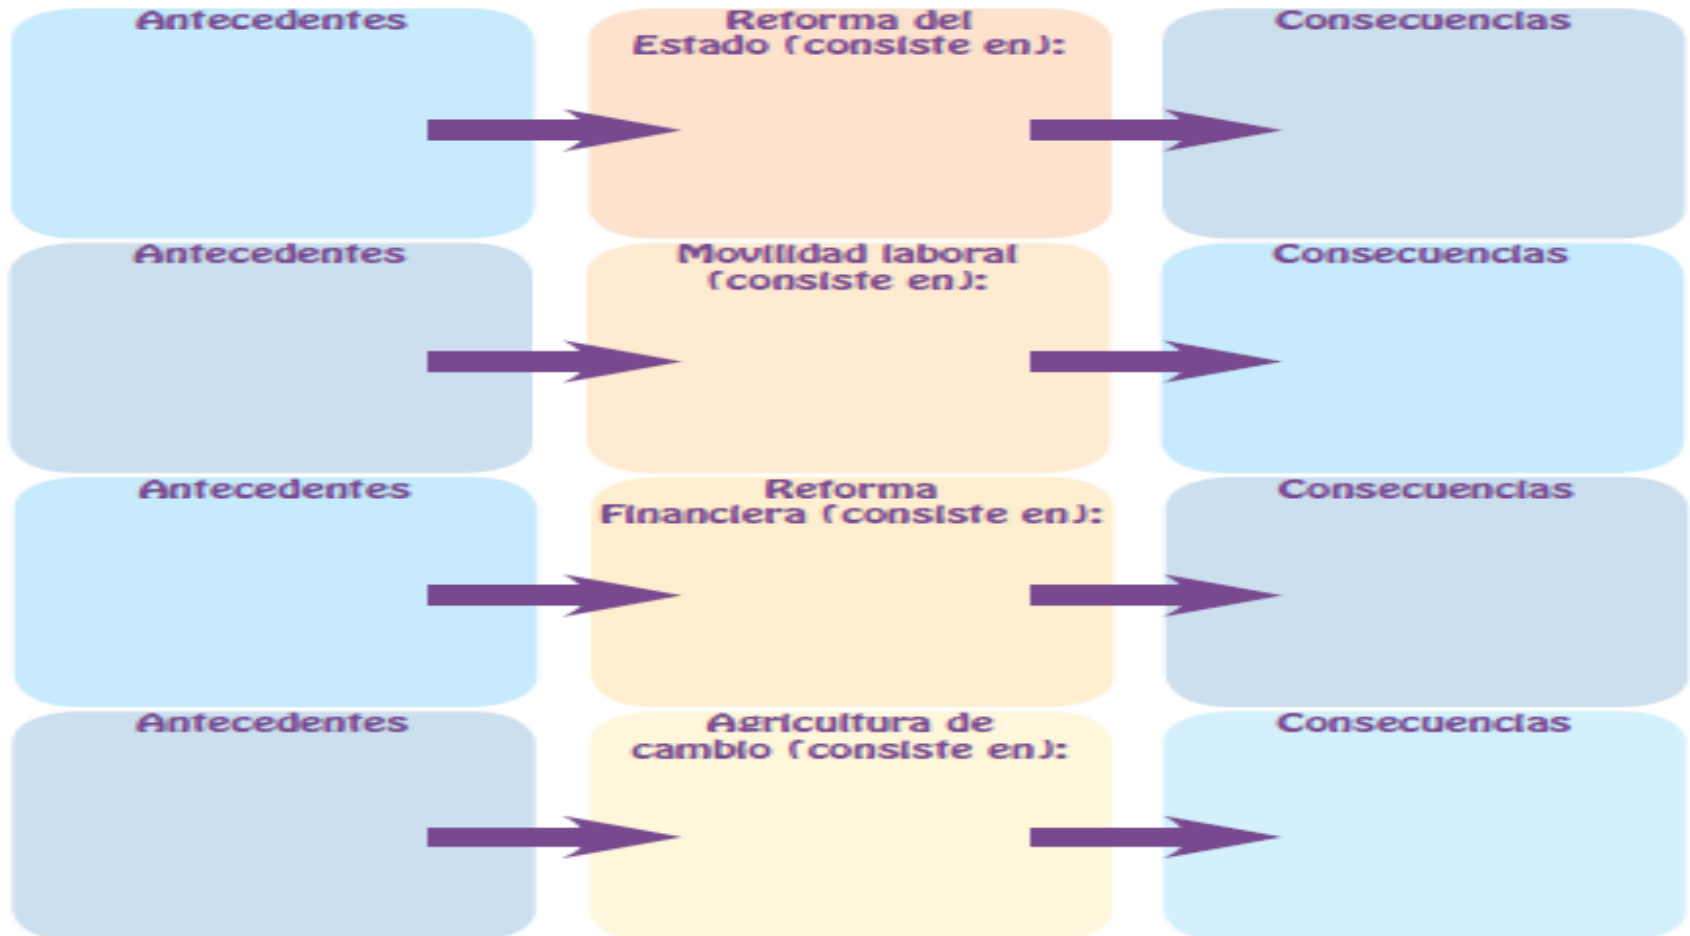 Antecedentes
Reforma del
Estado (consiste en):
Consecuencias
Antecedentes
Movilidad laboral
(consiste en):
Consecuencias
Antecedentes
Reforma
Financiera (consiste en):
Consecuencias
Antecedentes
Agricultura de
cambio (consiste en):
Consecuencias